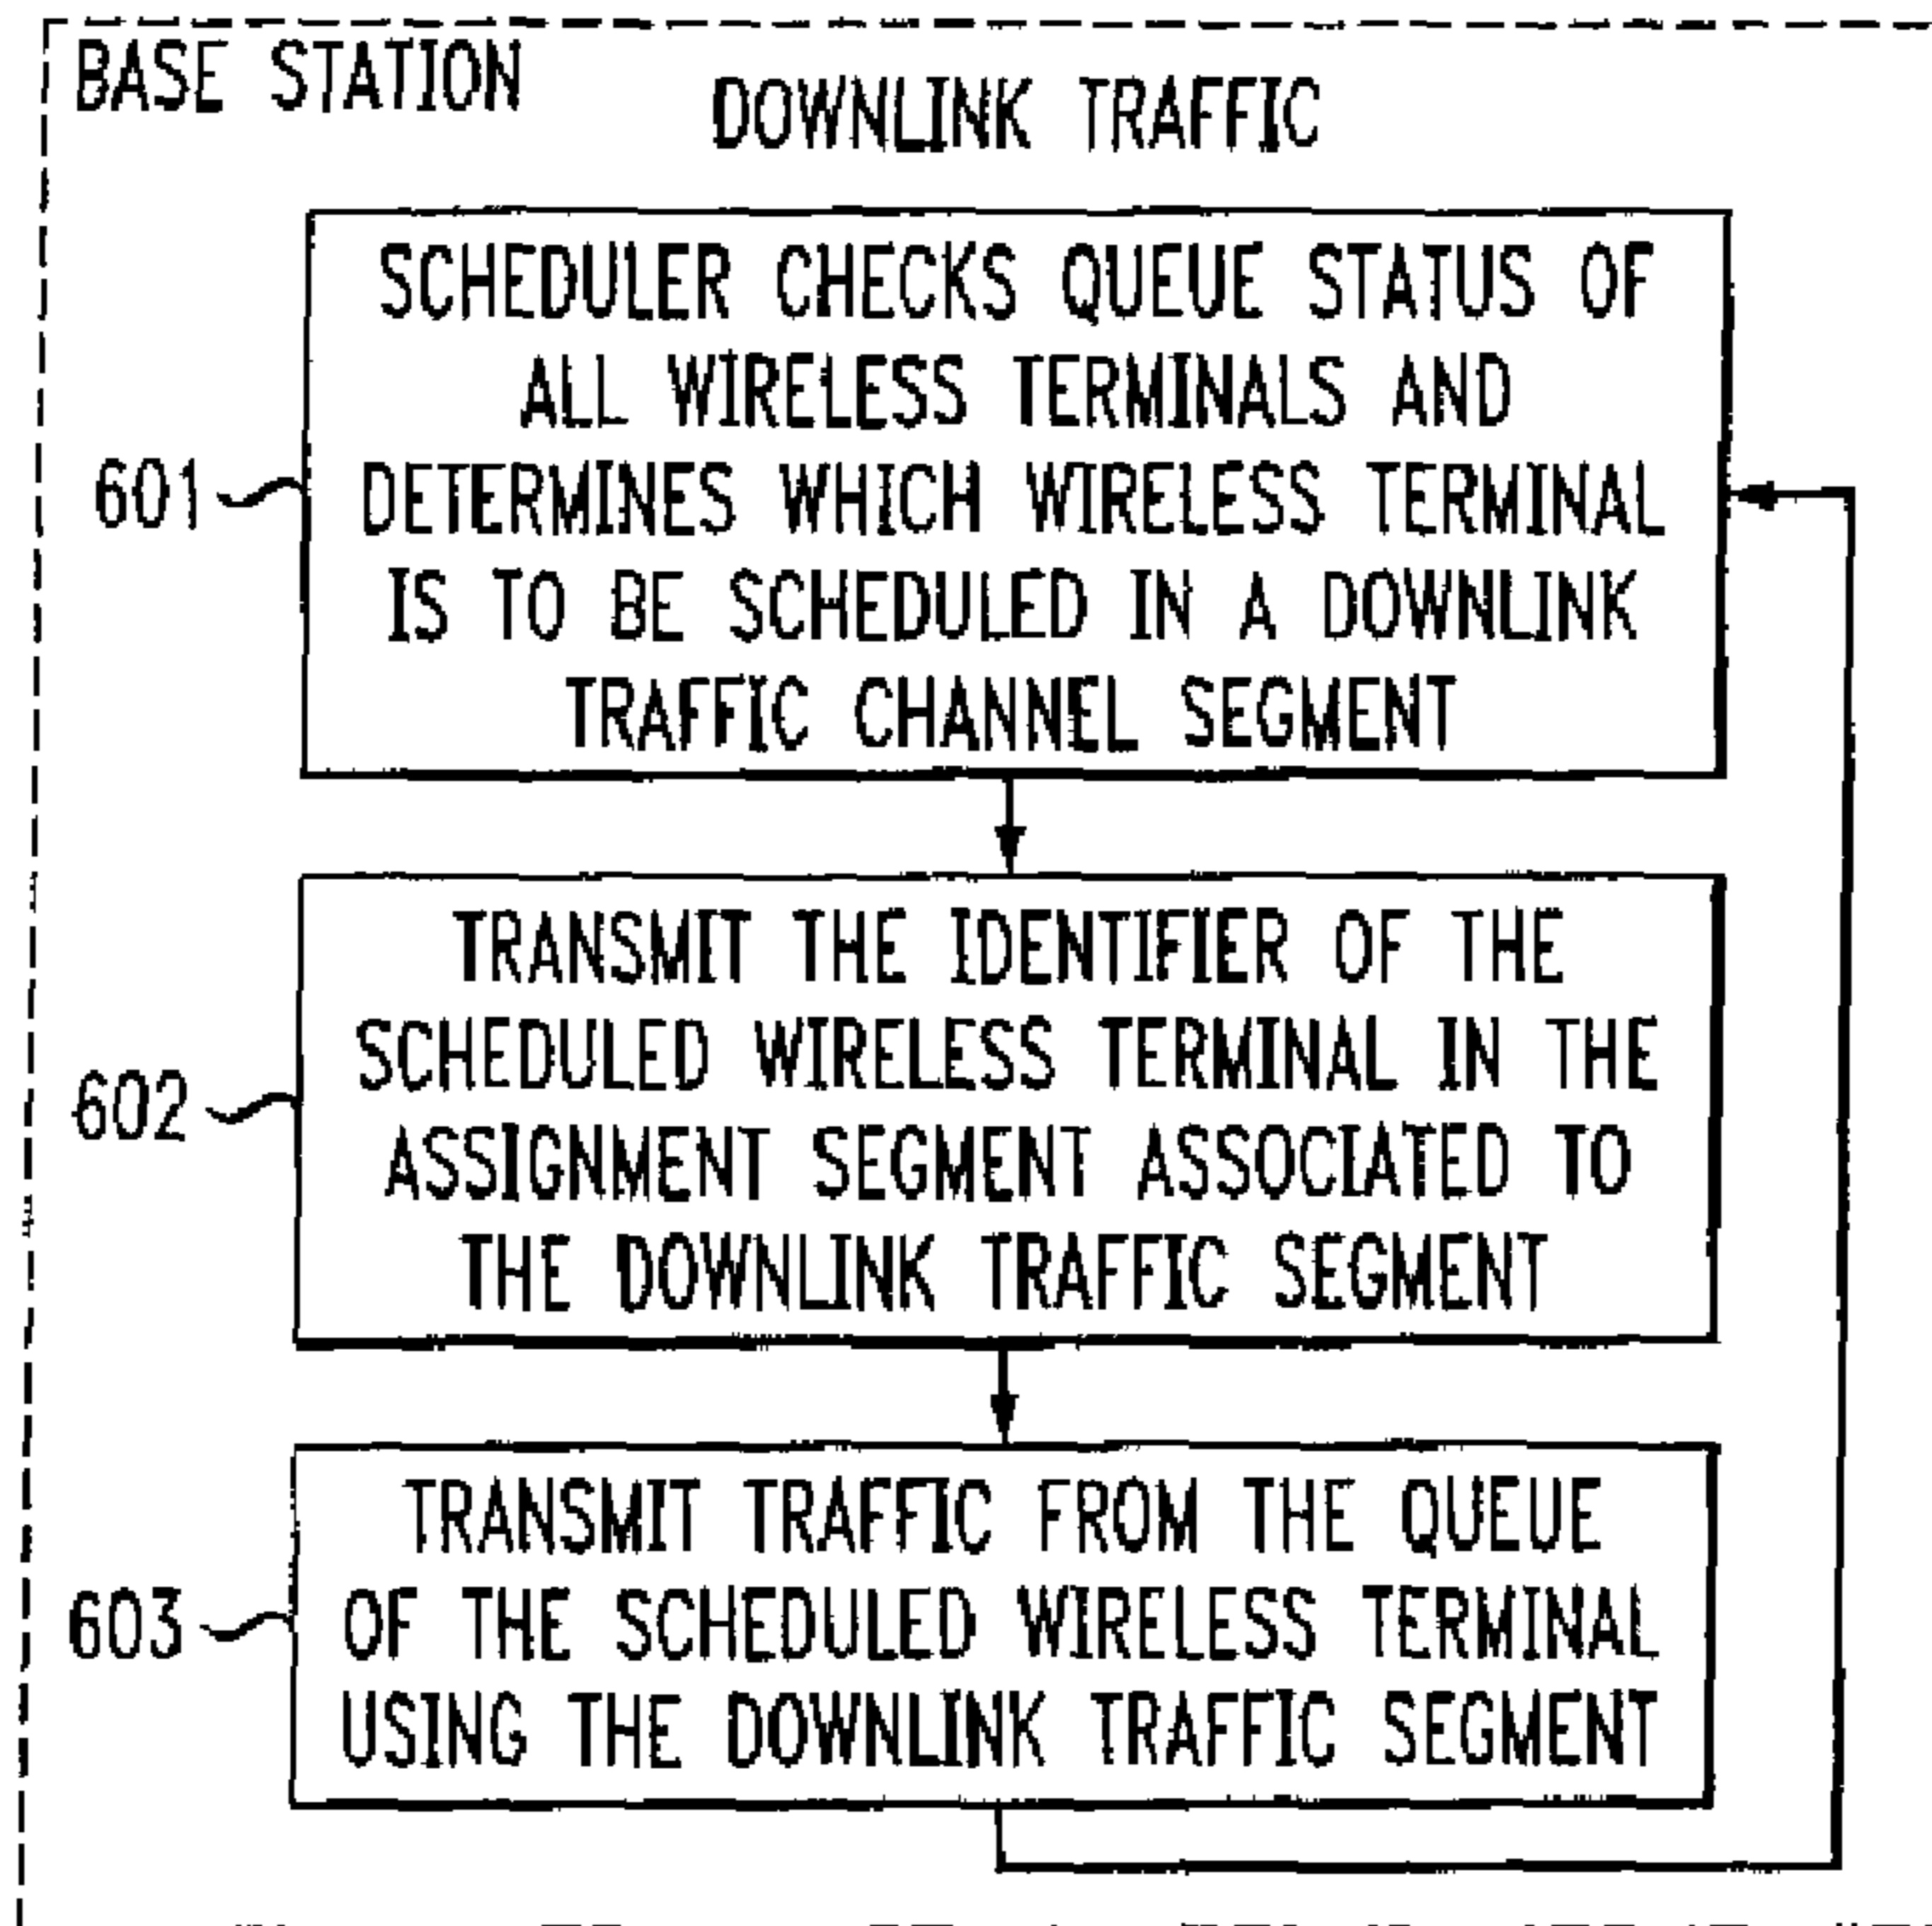 BASE STATION
DOWNLINK TRAFFIC
SCHEDULER CHECKS QUEUE STATUS OF
ALL WIRELESS TERMINALS AND
601 DETERMINES WHICH WIRELESS TERMINAL
IS TO BE SCHEDULED IN A DOWNLINK
TRAFFIC CHANNEL SEGMENT
TRANSMIT THE IDENTIFIER OF THE
SCHEDULED WIRELESS TERMINAL IN THE
602 ASSIGNMENT SEGMENT ASSOCIATED TO
THE DOWNLINK TRAFFIC SEGMENT
TRANSMIT TRAFFIC FROM THE QUEUE
603 OF THE SCHEDULED WIRELESS TERMINAL
USING THE DOWNLINK TRAFFIC SEGMENT